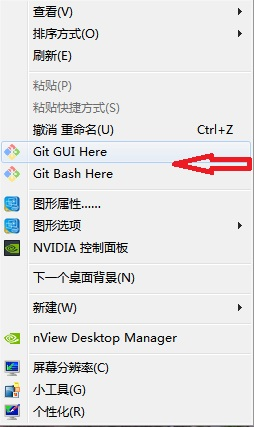 查看(V)
排序方式(O)
刷新(E)
粘贴(P)
粘贴快捷方式(S)
撤消 重命名(U) Ctrl+Z
Git GUI Here
Git Bash Here
图形属性......
图形选项
NVIDIA 控制面板
下一个桌面背景(N)
新建(W)
nView Desktop Manager
屏幕分辨率(C)
小工具(G)
个性化(R)